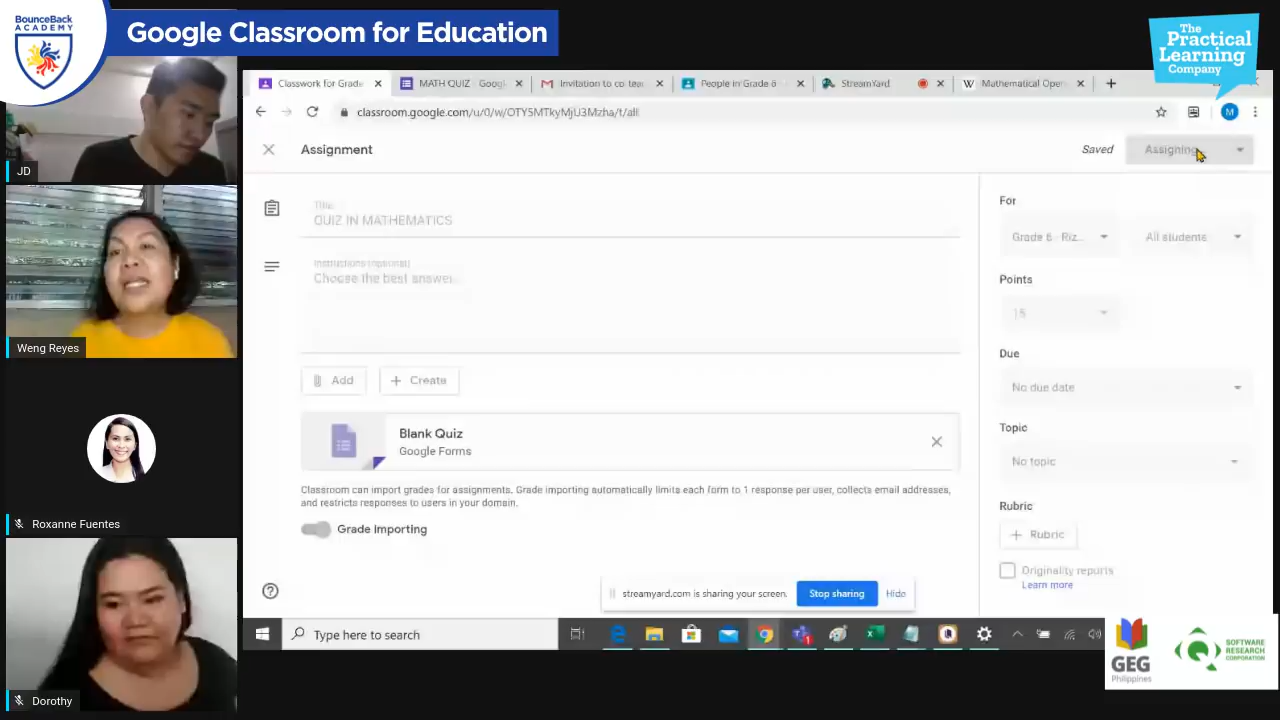 BounceBack
ACADEMY
Google Classroom for Education
The
Practical
Learning
Company
Classwork for Grade
MATH QUIZ - Googl
Invitation to co-teac
People in Grade 6 -
StreamYard
Mathematical Oper
classroom.google.com/u/0/w/OTY5MTkyMjU3Mzha/t/all
M
Assignment
Saved
Assigning...
Title
QUIZ IN MATHEMATICS
Instructions (optional)
Choose the best answer.
Add
Create
Blank Quiz
Google Forms
Classroom can import grades for assignments. Grade importing automatically limits each form to 1 response per user, collects email addresses,
and restricts responses to users in your domain.
Grade Importing
For
Grade 6 - Riz...
All students
Points
15
Due
No due date
Topic
No topic
Rubric
Rubric
Originality reports
Learn more
streamyard.com is sharing your screen.
Stop sharing
Hide
Type here to search
JD
Weng Reyes
Roxanne Fuentes
Dorothy
GEG
Philippines
SOFTWARE
RESEARCH
CORPORATION